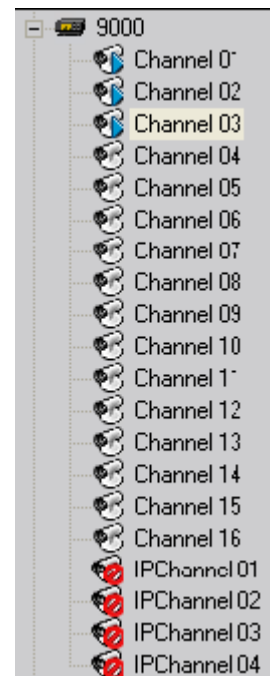 9000
Channel 01
Channel 02
Channel 03
Channel 04
Channel 05
Channel 06
Channel 07
Channel 08
Channel 09
Channel 10
Channel 11
Channel 12
Channel 13
Channel 14
Channel 15
Channel 16
IPChannel 01
IPChannel 02
IPChannel 03
IPChannel 04